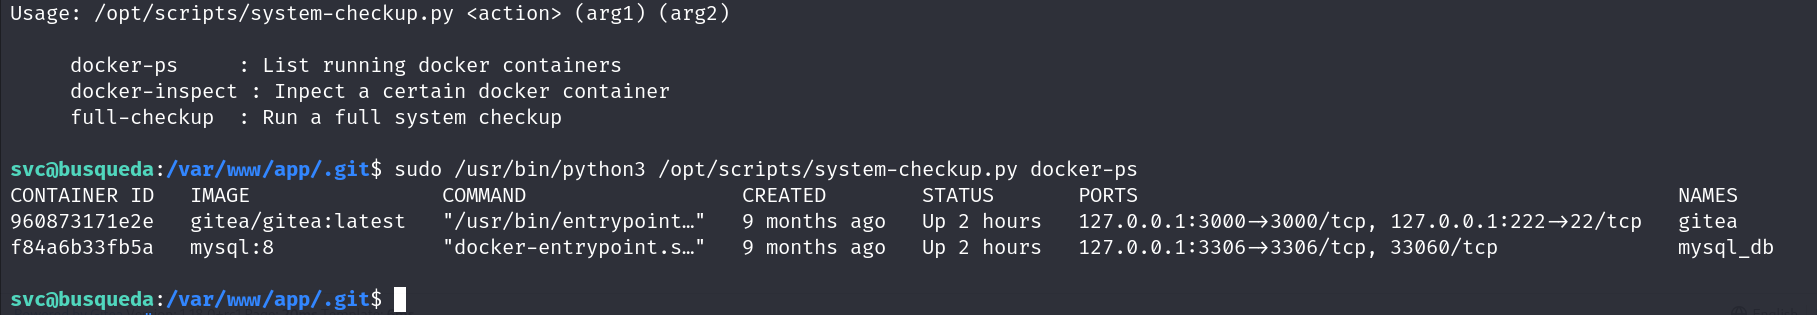 Usage: /opt/scripts/system-checkup.py <action> (arg1) (arg2)
     docker-ps     : List running docker containers
     docker-inspect : Inpect a certain docker container
     full-checkup  : Run a full system checkup
svc@busqueda:/var/www/app/.git$ sudo /usr/bin/python3 /opt/scripts/system-checkup.py docker-ps
CONTAINER ID   IMAGE                COMMAND                  CREATED        STATUS       PORTS                                             NAMES
960873171e2e   gitea/gitea:latest   "/usr/bin/entrypoint…"   9 months ago   Up 2 hours   127.0.0.1:3000->3000/tcp, 127.0.0.1:222->22/tcp   gitea
f84a6b33fb5a   mysql:8              "docker-entrypoint.s…"   9 months ago   Up 2 hours   127.0.0.1:3306->3306/tcp, 33060/tcp               mysql_db
svc@busqueda:/var/www/app/.git$